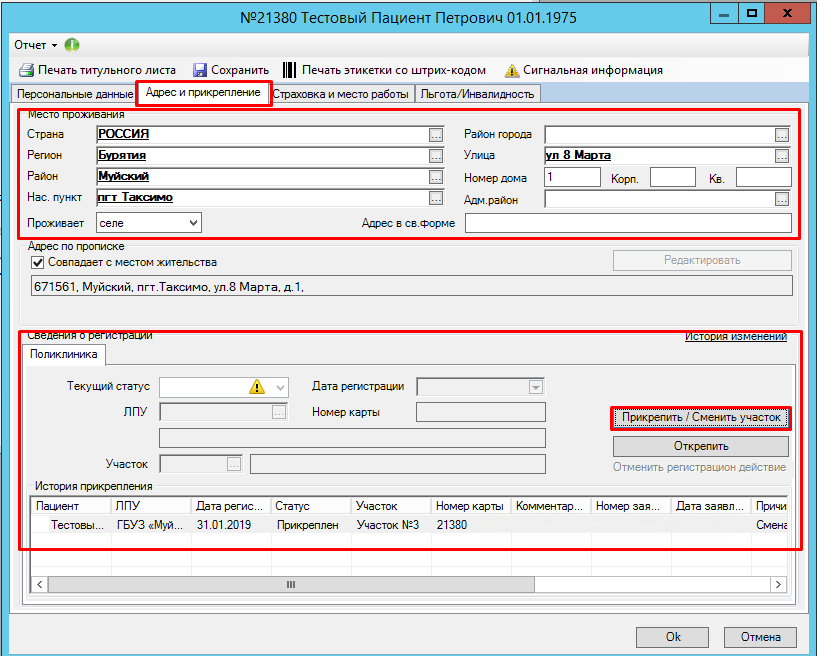 №21380 Тестовый Пациент Петрович 01.01.1975
Отчет
Печать титульного листа Сохранить Печать этикетки со штрих-кодом Сигнальная информация
Персональные данные Адрес и прикрепление Страховка и место работы Льгота/Инвалидность
Место проживания
Страна РОССИЯ ... Район города ...
Регион Бурятия ... Улица ул 8 Марта ...
Район Муйский ... Номер дома 1 Корп. Кв.
Нас. пункт пгт Таксимо ... Адм.район ...
Проживает селе Адрес в св.форме
Адрес по прописке
Совпадает с местом жительства Редактировать
671561, Муйский, пгт.Таксимо, ул.8 Марта, д.1,
Сведения о регистрации История изменений
Поликлиника
Текущий статус Дата регистрации
ЛПУ ... Номер карты
Прикрепить / Сменить участок
Открепить
Участок ...
Отменить регистрацион действие
История прикрепления
Пациент ЛПУ Дата регис... Статус Участок Номер карты Комментар... Номер зая... Дата заявл... Причи
Тестовы... ГБУЗ «Муй... 31.01.2019 Прикреплен Участок №3 21380 Смена
Ok Отмена